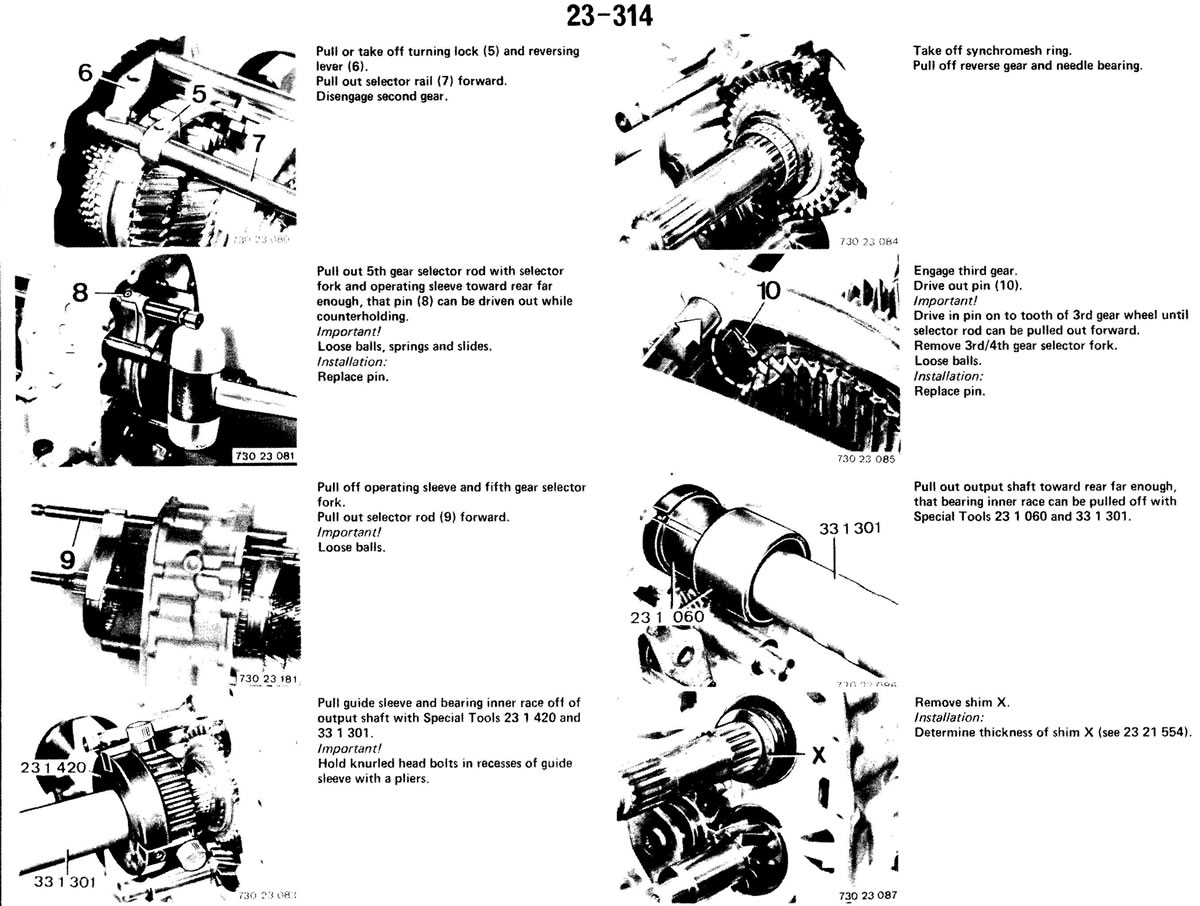 23-314
6
5
7
730 23 080
Pull or take off turning lock (5) and reversing
lever (6).
Pull out selector rail (7) forward.
Disengage second gear.
8
730 23 081
Pull out 5th gear selector rod with selector
fork and operating sleeve toward rear far
enough, that pin (8) can be driven out while
counterholding.
Important!
Loose balls, springs and slides.
Installation:
Replace pin.
9
730 23 181
Pull off operating sleeve and fifth gear selector
fork.
Pull out selector rod (9) forward.
Important!
Loose balls.
23 1 420
33 1 301
730 23 083
Pull guide sleeve and bearing inner race off of
output shaft with Special Tools 23 1 420 and
33 1 301.
Important!
Hold knurled head bolts in recesses of guide
sleeve with a pliers.
730 23 084
Take off synchromesh ring.
Pull off reverse gear and needle bearing.
10
730 23 085
Engage third gear.
Drive out pin (10).
Important!
Drive in pin on to tooth of 3rd gear wheel until
selector rod can be pulled out forward.
Remove 3rd/4th gear selector fork.
Loose balls.
Installation:
Replace pin.
33 1 301
23 1 060
730 23 086
Pull out output shaft toward rear far enough,
that bearing inner race can be pulled off with
Special Tools 23 1 060 and 33 1 301.
X
730 23 087
Remove shim X.
Installation:
Determine thickness of shim X (see 23 21 554).